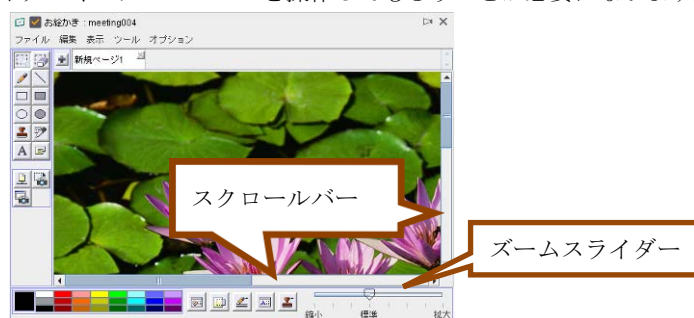 お絵かき : meeting004
ファイル 編集 表示 ツール オプション
新規ページ1
A
スクロールバー
ズームスライダー
縮小 標準 拡大